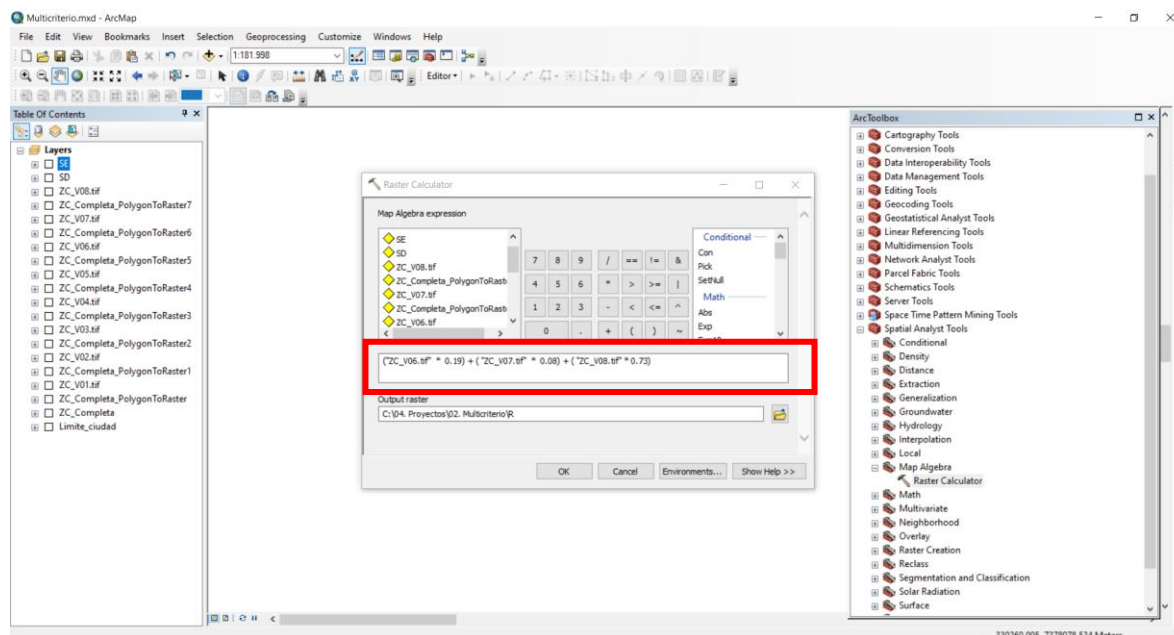 Multicriterio.mxd - ArcMap
File Edit View Bookmarks Insert Selection Geoprocessing Customize Windows Help
1:181.998
Editor
Table Of Contents
Layers
SE
SD
ZC_V08.tif
ZC_Completa_PolygonToRaster7
ZC_V07.tif
ZC_Completa_PolygonToRaster6
ZC_V06.tif
ZC_Completa_PolygonToRaster5
ZC_V05.tif
ZC_Completa_PolygonToRaster4
ZC_V04.tif
ZC_Completa_PolygonToRaster3
ZC_V03.tif
ZC_Completa_PolygonToRaster2
ZC_V02.tif
ZC_Completa_PolygonToRaster1
ZC_V01.tif
ZC_Completa_PolygonToRaster
ZC_Completa
Limite_ciudad
Raster Calculator
Map Algebra expression
SE
SD
ZC_V08.tif
ZC_Completa_PolygonToRast
ZC_V07.tif
ZC_Completa_PolygonToRast
ZC_V06.tif
7 8 9 / == != &
4 5 6 * > >= |
1 2 3 - < <= ^
0 . + ( ) ~
Conditional
Con
Pick
SetNull
Math
Abs
Exp
("ZC_V06.tif" * 0.19) + ( "ZC_V07.tif" * 0.08) + ( "ZC_V08.tif" * 0.73)
Output raster
C:\04. Proyectos\02. Multicriterio\R
OK Cancel Environments... Show Help >>
ArcToolbox
Cartography Tools
Conversion Tools
Data Interoperability Tools
Data Management Tools
Editing Tools
Geocoding Tools
Geostatistical Analyst Tools
Linear Referencing Tools
Multidimension Tools
Network Analyst Tools
Parcel Fabric Tools
Schematics Tools
Server Tools
Space Time Pattern Mining Tools
Spatial Analyst Tools
Conditional
Density
Distance
Extraction
Generalization
Groundwater
Hydrology
Interpolation
Local
Map Algebra
Raster Calculator
Math
Multivariate
Neighborhood
Overlay
Raster Creation
Reclass
Segmentation and Classification
Solar Radiation
Surface